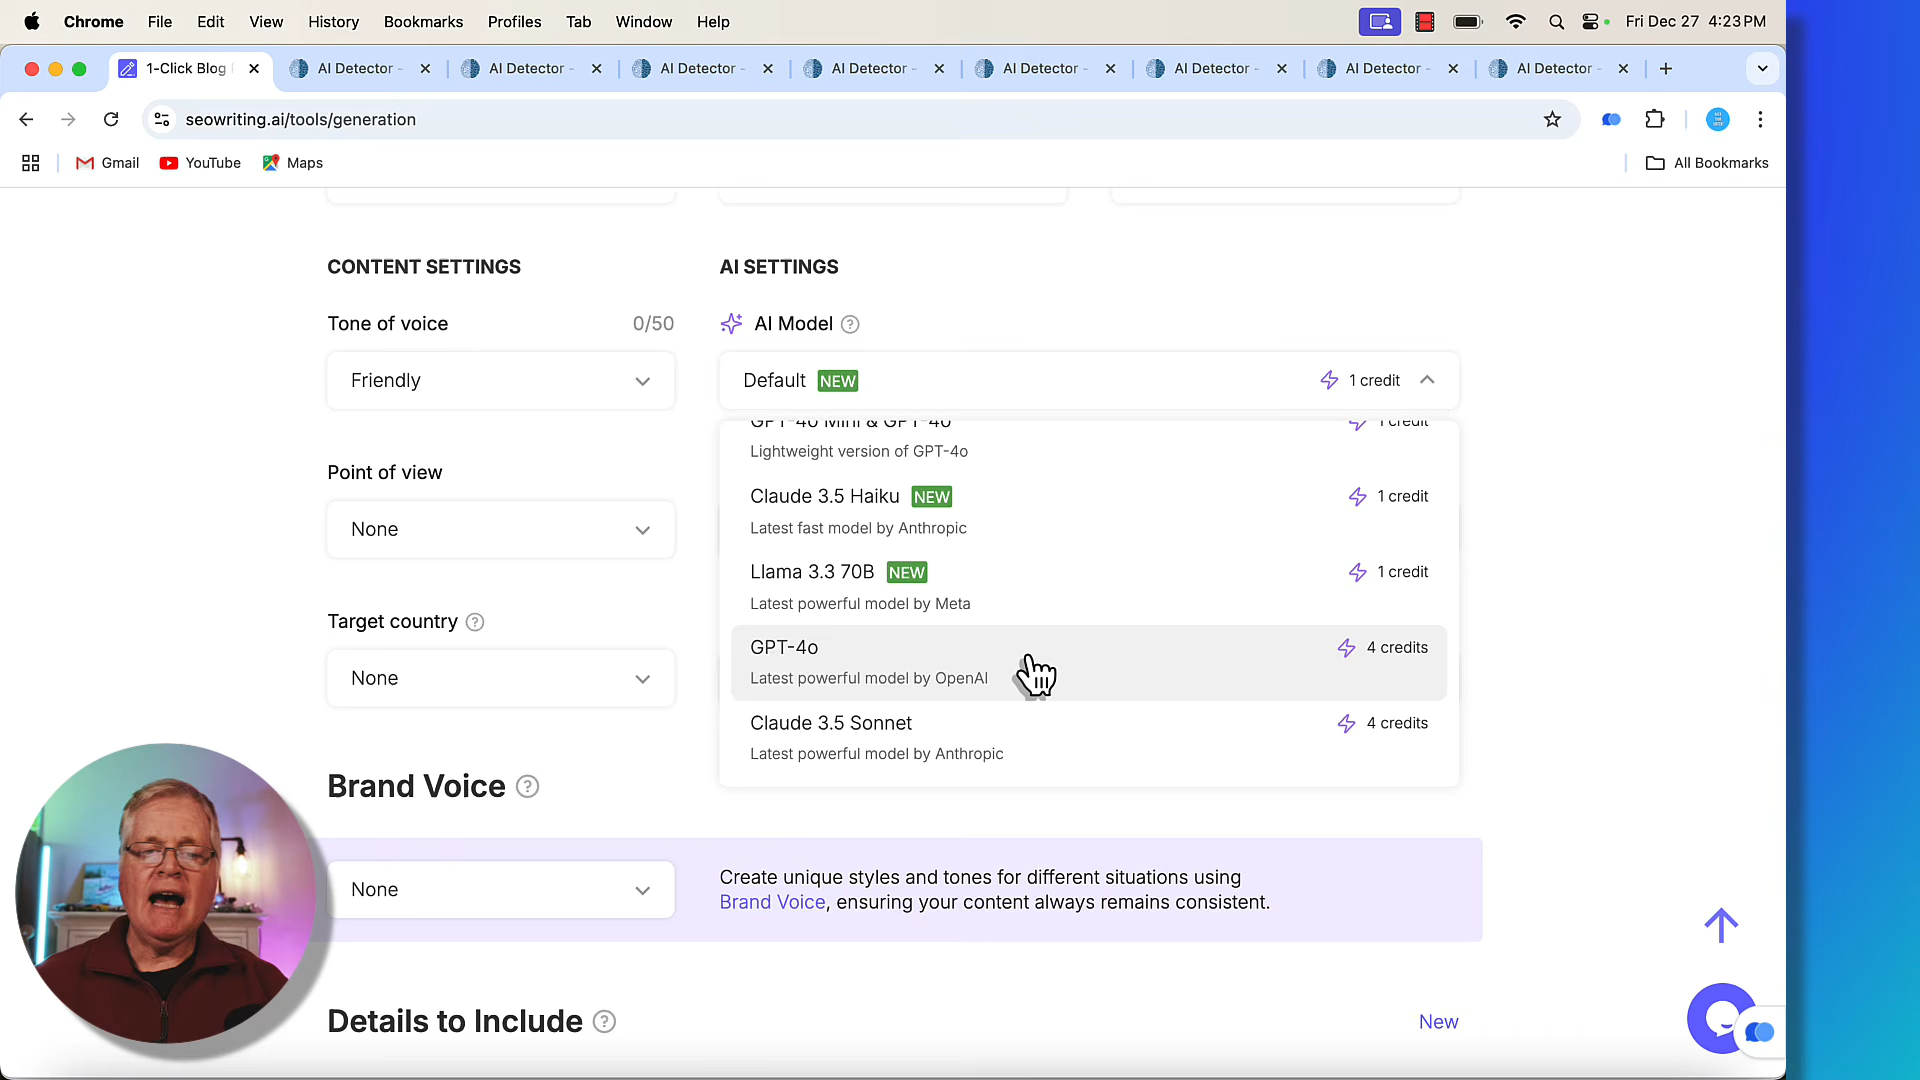 Chrome File Edit View History Bookmarks Profiles Tab Window Help Fri Dec 27 4:23 PM
1-Click Blog AI Detector - AI Detector - AI Detector - AI Detector - AI Detector - AI Detector - AI Detector - AI Detector -
seowriting.ai/tools/generation
Gmail YouTube Maps All Bookmarks
CONTENT SETTINGS AI SETTINGS
Tone of voice 0/50 AI Model
Friendly Default NEW 1 credit
GPT-4o Mini & GPT-4o 1 credit
Lightweight version of GPT-4o
Point of view
Claude 3.5 Haiku NEW 1 credit
None Latest fast model by Anthropic
Llama 3.3 70B NEW 1 credit
Latest powerful model by Meta
Target country
GPT-4o 4 credits
None Latest powerful model by OpenAI
Claude 3.5 Sonnet 4 credits
Latest powerful model by Anthropic
Brand Voice
None Create unique styles and tones for different situations using
Brand Voice, ensuring your content always remains consistent.
Details to Include New